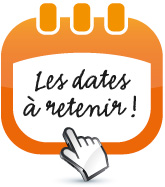 Les dates
à retenir !